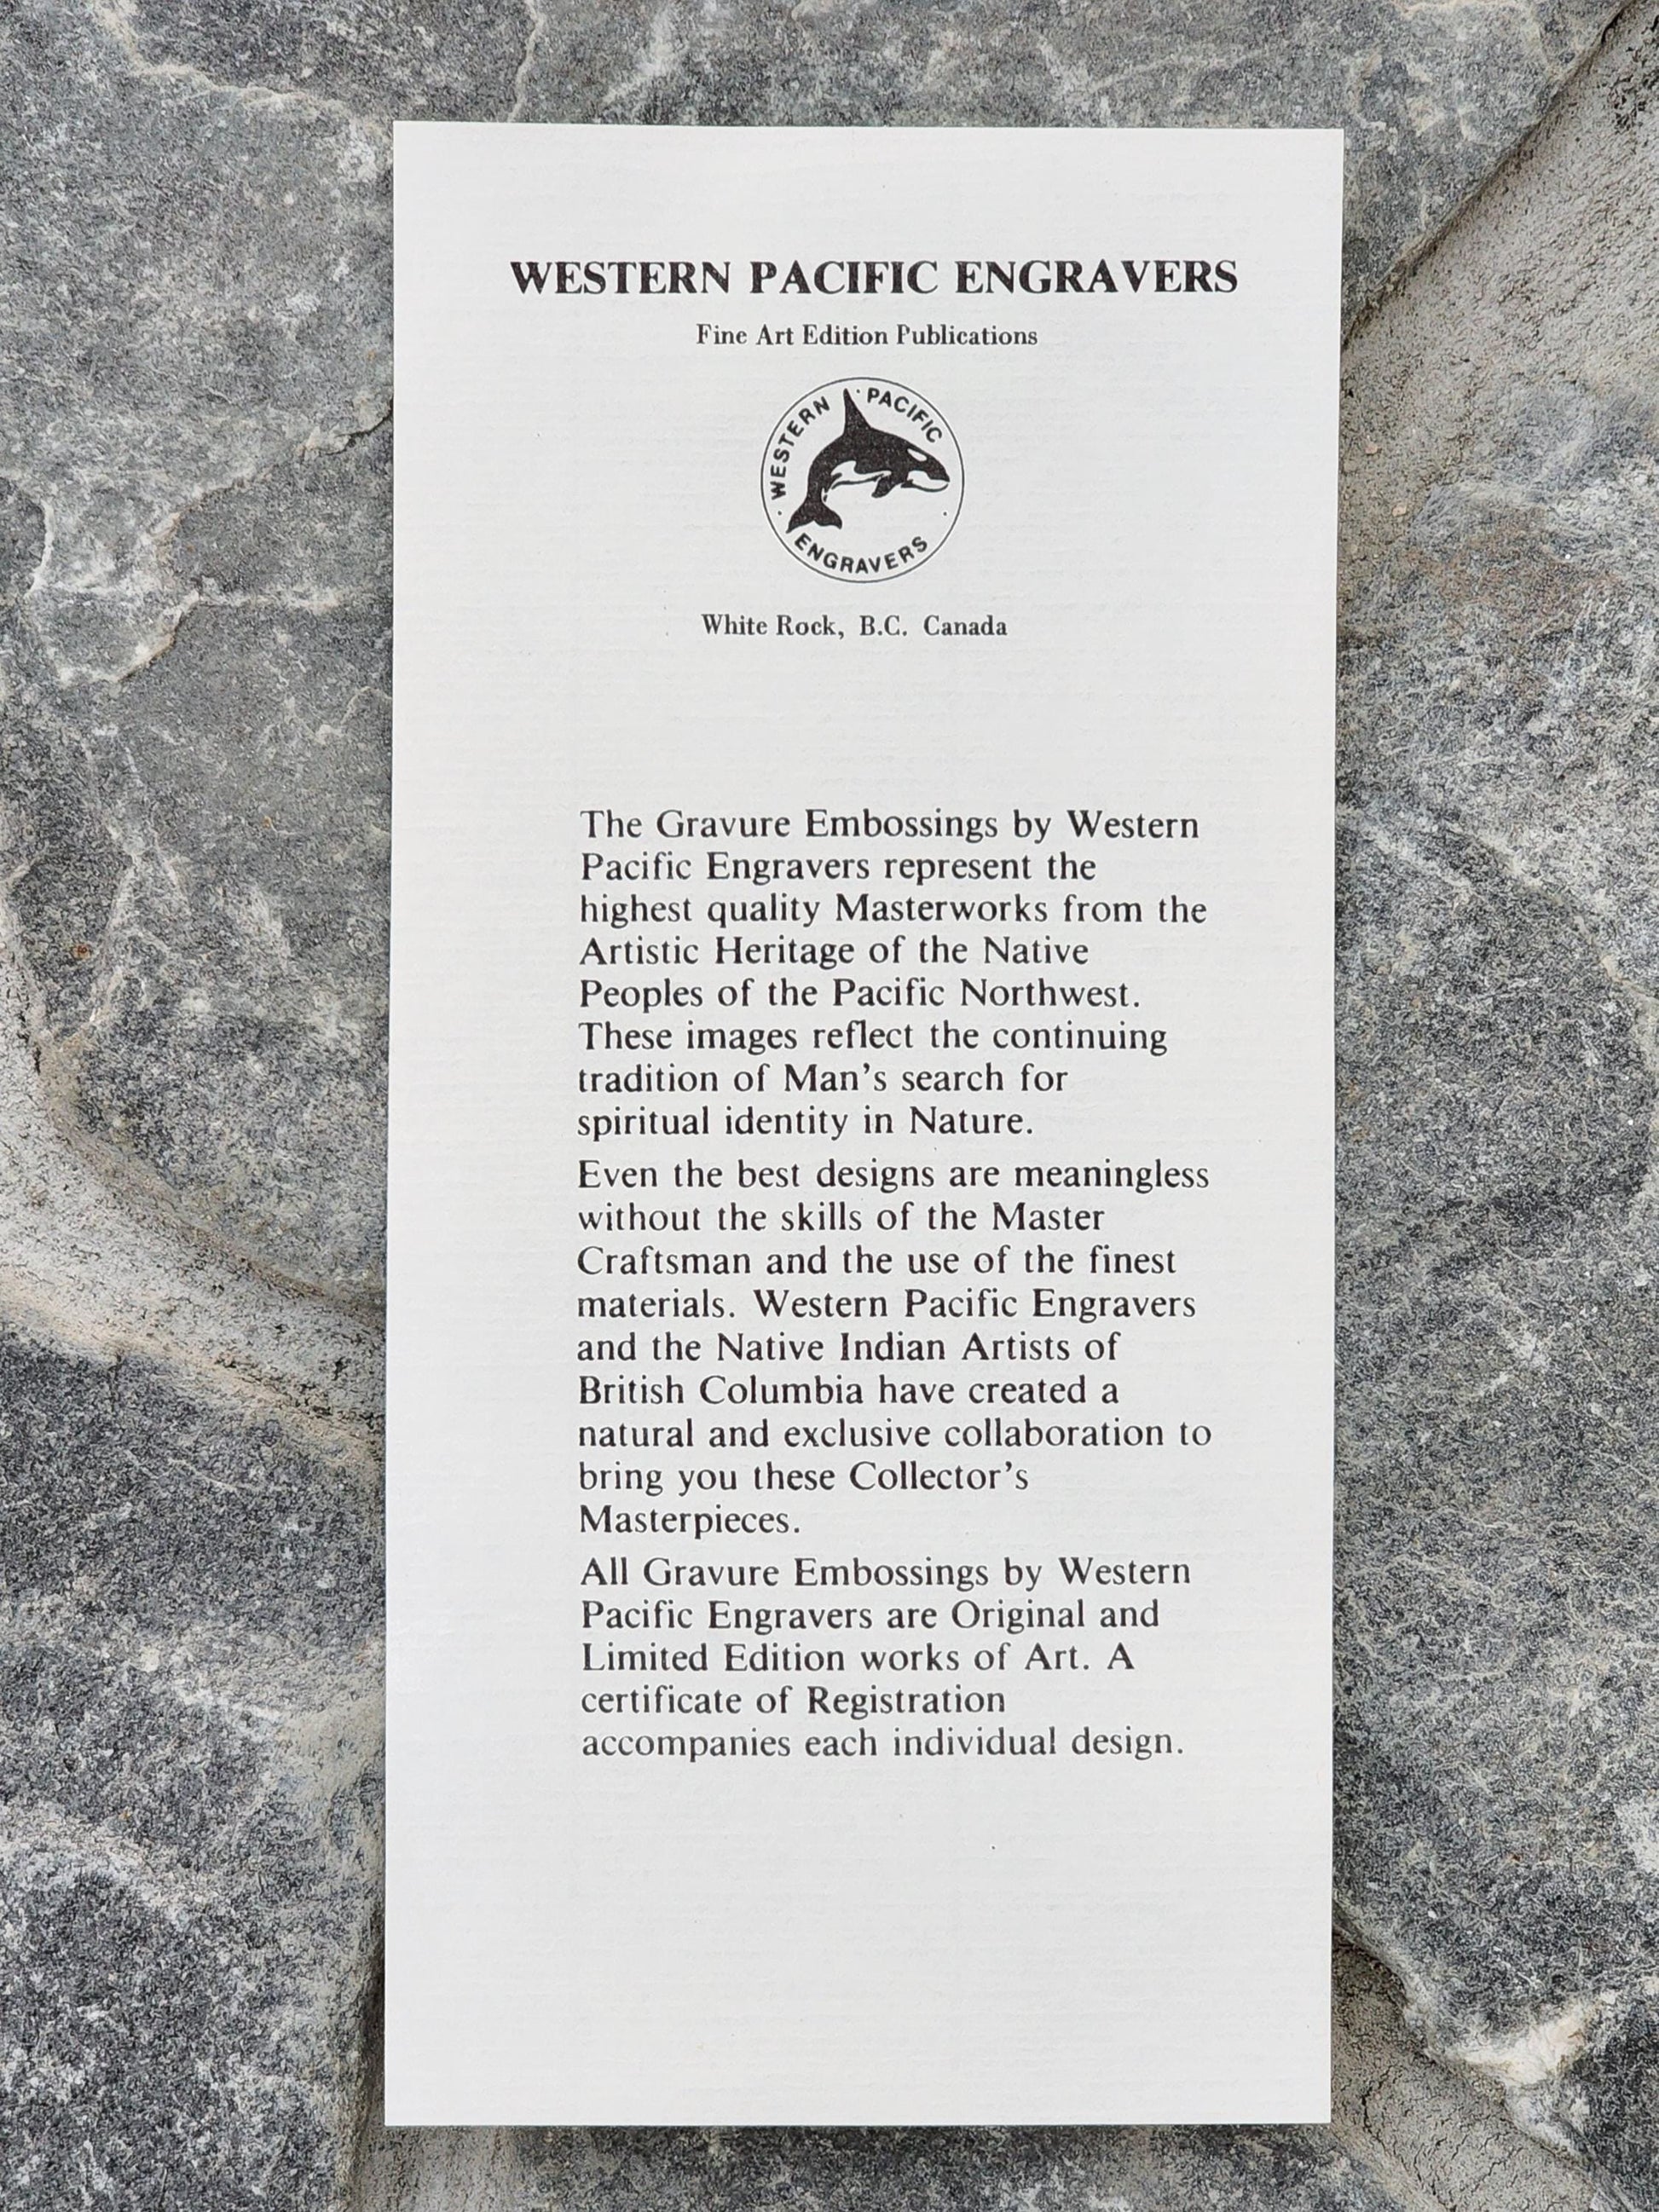 WESTERN PACIFIC ENGRAVERS
Fine Art Edition Publications
· WESTERN · PACIFIC ·
ENGRAVERS
White Rock, B.C. Canada
The Gravure Embossings by Western
Pacific Engravers represent the
highest quality Masterworks from the
Artistic Heritage of the Native
Peoples of the Pacific Northwest.
These images reflect the continuing
tradition of Man's search for
spiritual identity in Nature.
Even the best designs are meaningless
without the skills of the Master
Craftsman and the use of the finest
materials. Western Pacific Engravers
and the Native Indian Artists of
British Columbia have created a
natural and exclusive collaboration to
bring you these Collector's
Masterpieces.
All Gravure Embossings by Western
Pacific Engravers are Original and
Limited Edition works of Art. A
certificate of Registration
accompanies each individual design.